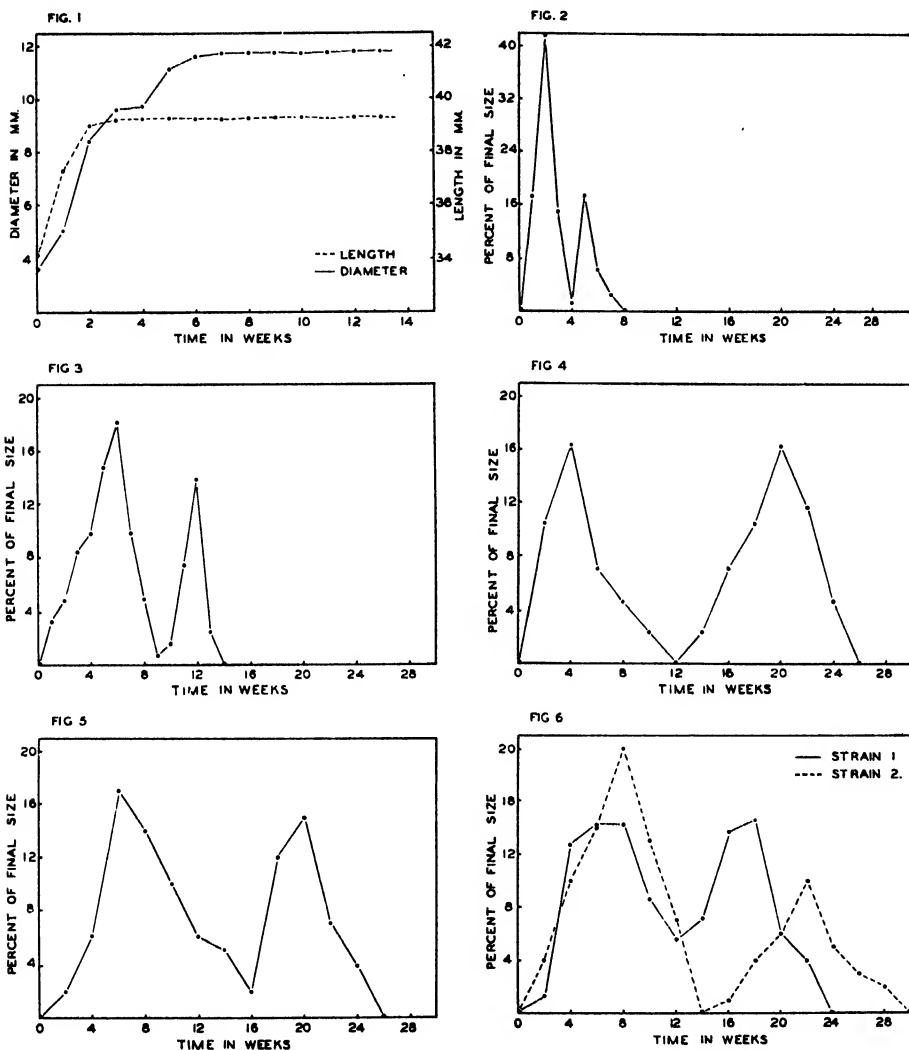 FIG. 1
DIAMETER IN MM.
12
10
8
6
4
LENGTH IN MM.
42
40
38
36
34
--- LENGTH
— DIAMETER
0 2 4 6 8 10 12 14
TIME IN WEEKS
FIG. 2
PERCENT OF FINAL SIZE
40
32
24
16
8
0 4 8 12 16 20 24 28
TIME IN WEEKS
FIG 3
PERCENT OF FINAL SIZE
20
16
12
8
4
0 4 8 12 16 20 24 28
TIME IN WEEKS
FIG 4
PERCENT OF FINAL SIZE
20
16
12
8
4
0 4 8 12 16 20 24 28
TIME IN WEEKS
FIG 5
PERCENT OF FINAL SIZE
20
16
12
8
4
0 4 8 12 16 20 24 28
TIME IN WEEKS
FIG 6
PERCENT OF FINAL SIZE
20
16
12
8
4
— STRAIN 1
--- STRAIN 2.
0 4 8 12 16 20 24 28
TIME IN WEEKS